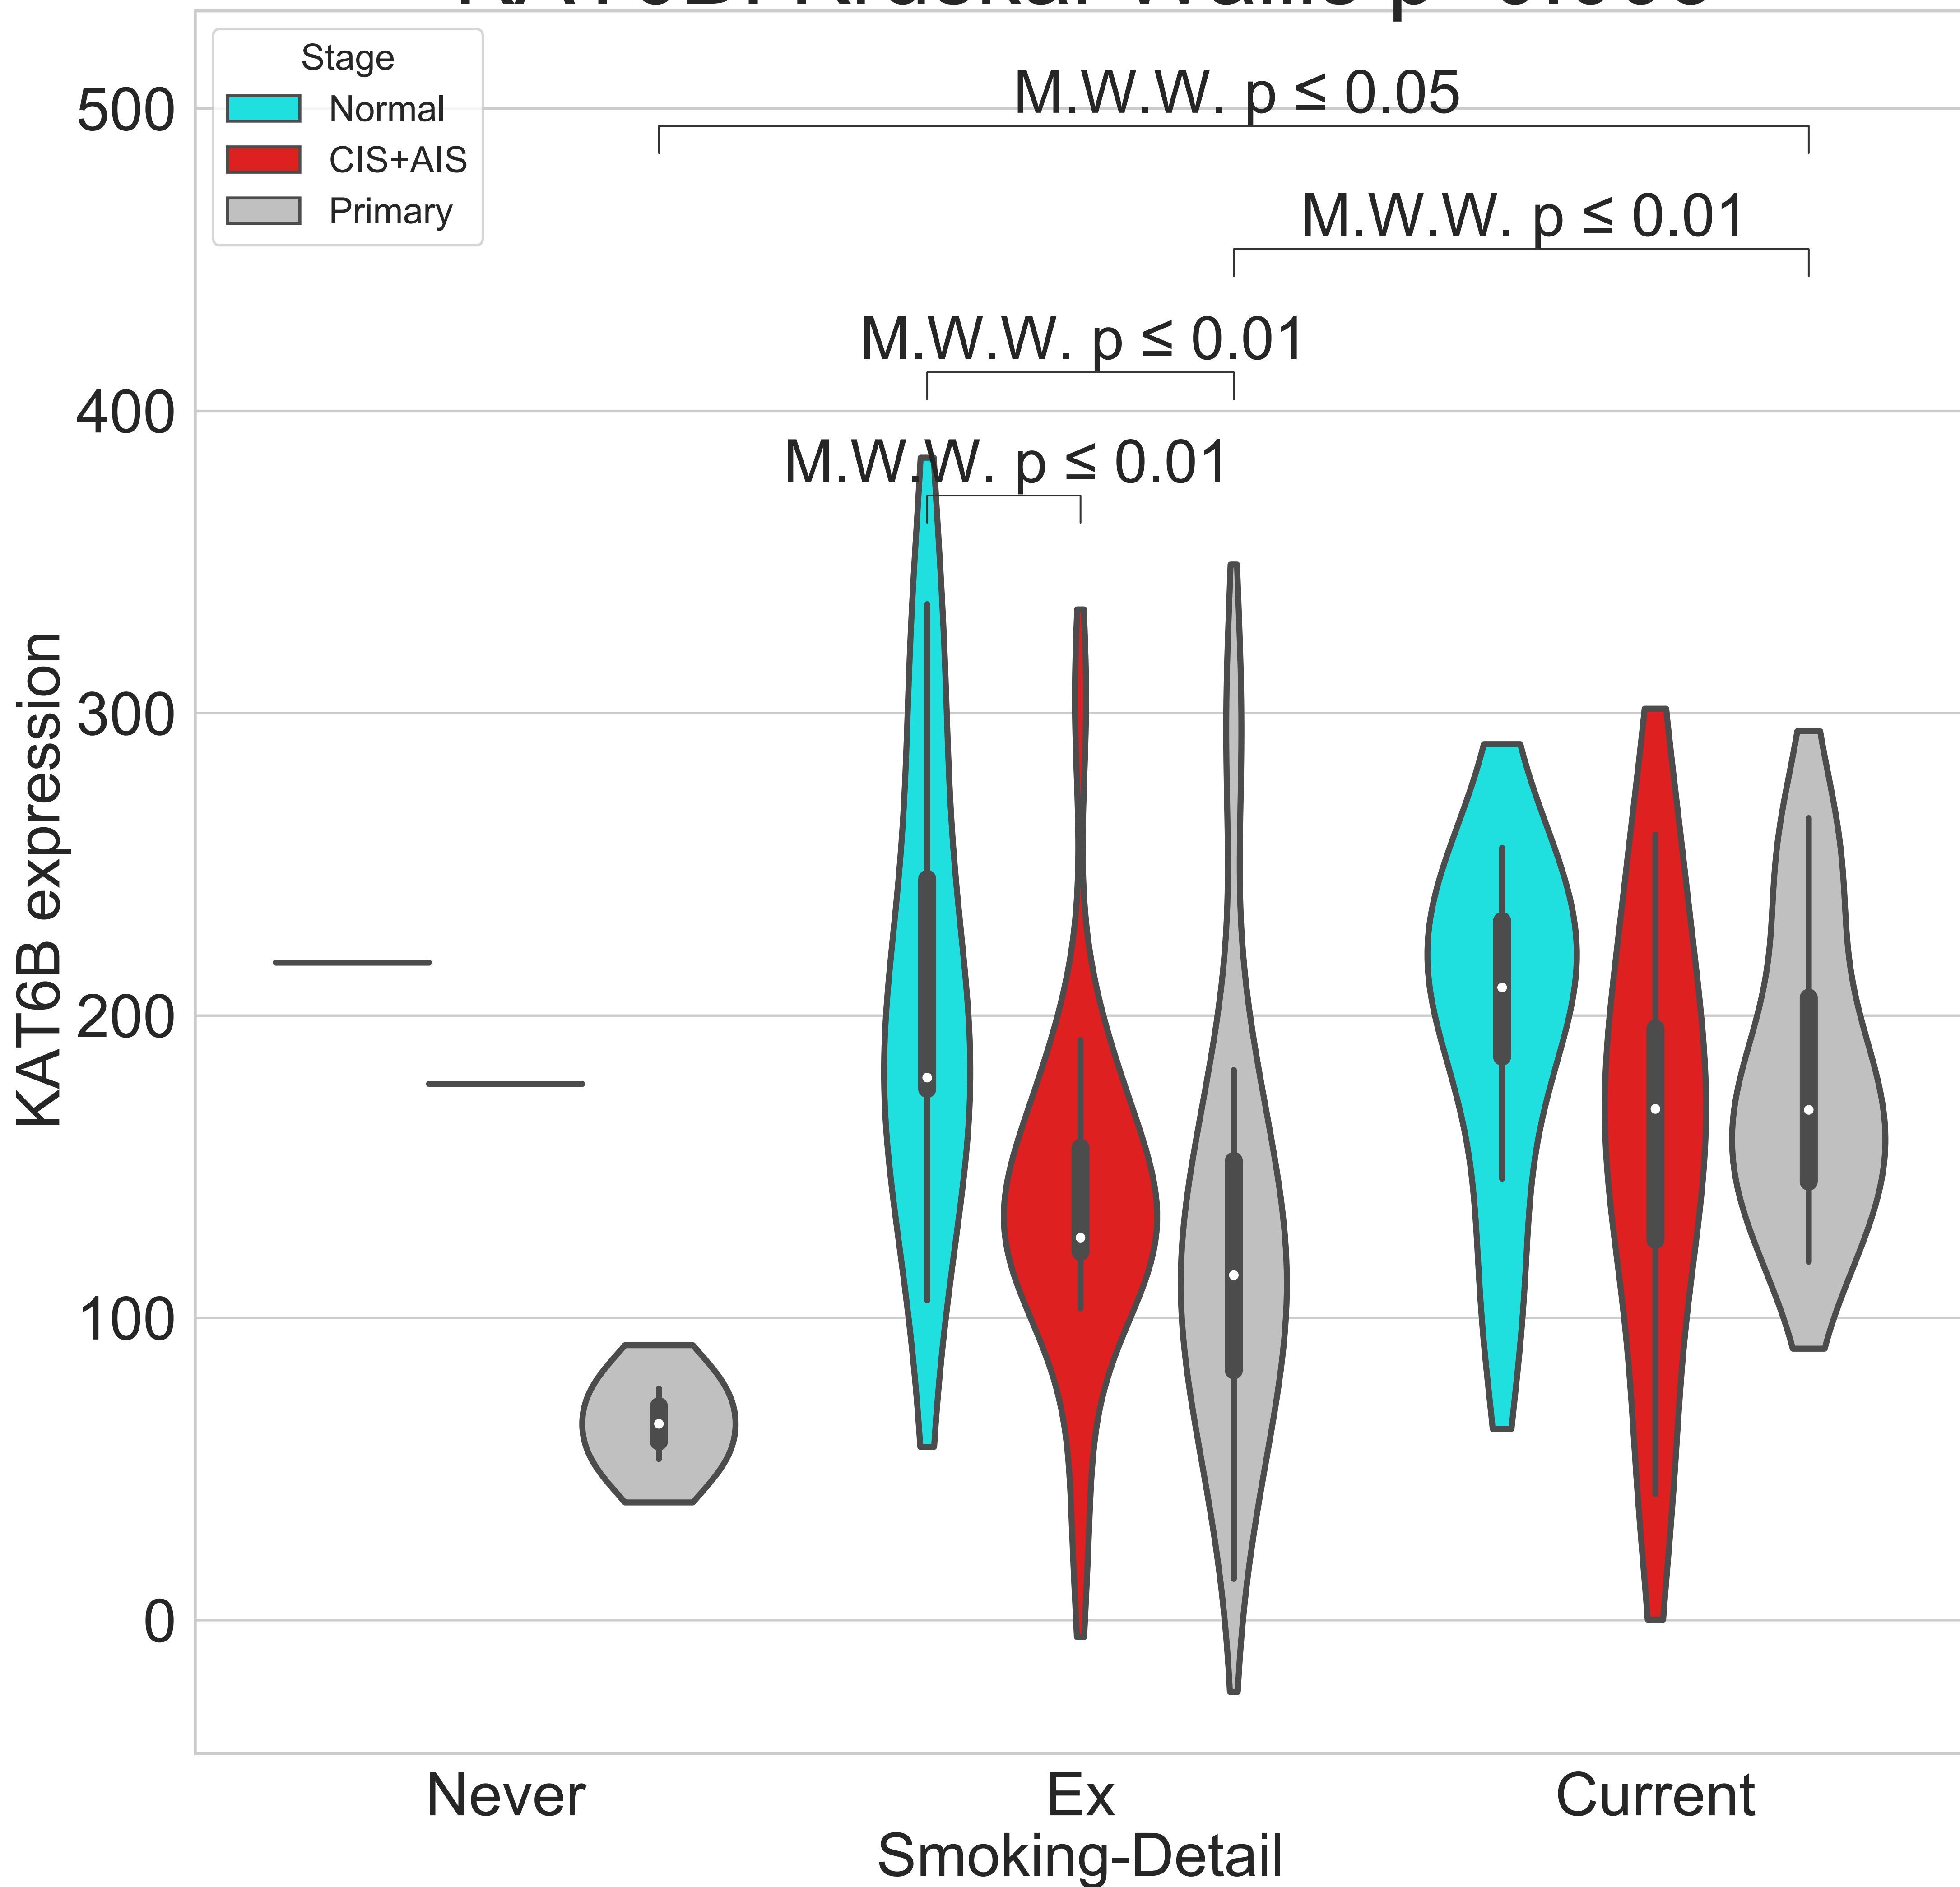 Stage
Normal
CIS+AIS
Primary
M.W.W. p ≤ 0.05
M.W.W. p ≤ 0.01
M.W.W. p ≤ 0.01
M.W.W. p ≤ 0.01
500
400
300
200
100
0
KAT6B expression
Never
Ex
Current
Smoking-Detail